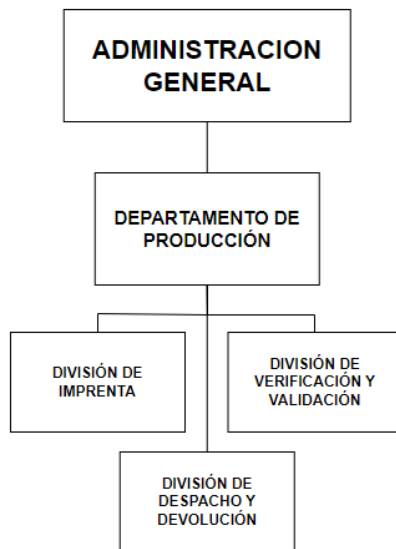 ADMINISTRACION
GENERAL
DEPARTAMENTO DE
PRODUCCIÓN
DIVISIÓN DE
IMPRENTA
DIVISIÓN DE
VERIFICACIÓN Y
VALIDACIÓN
DIVISIÓN DE
DESPACHO Y
DEVOLUCIÓN